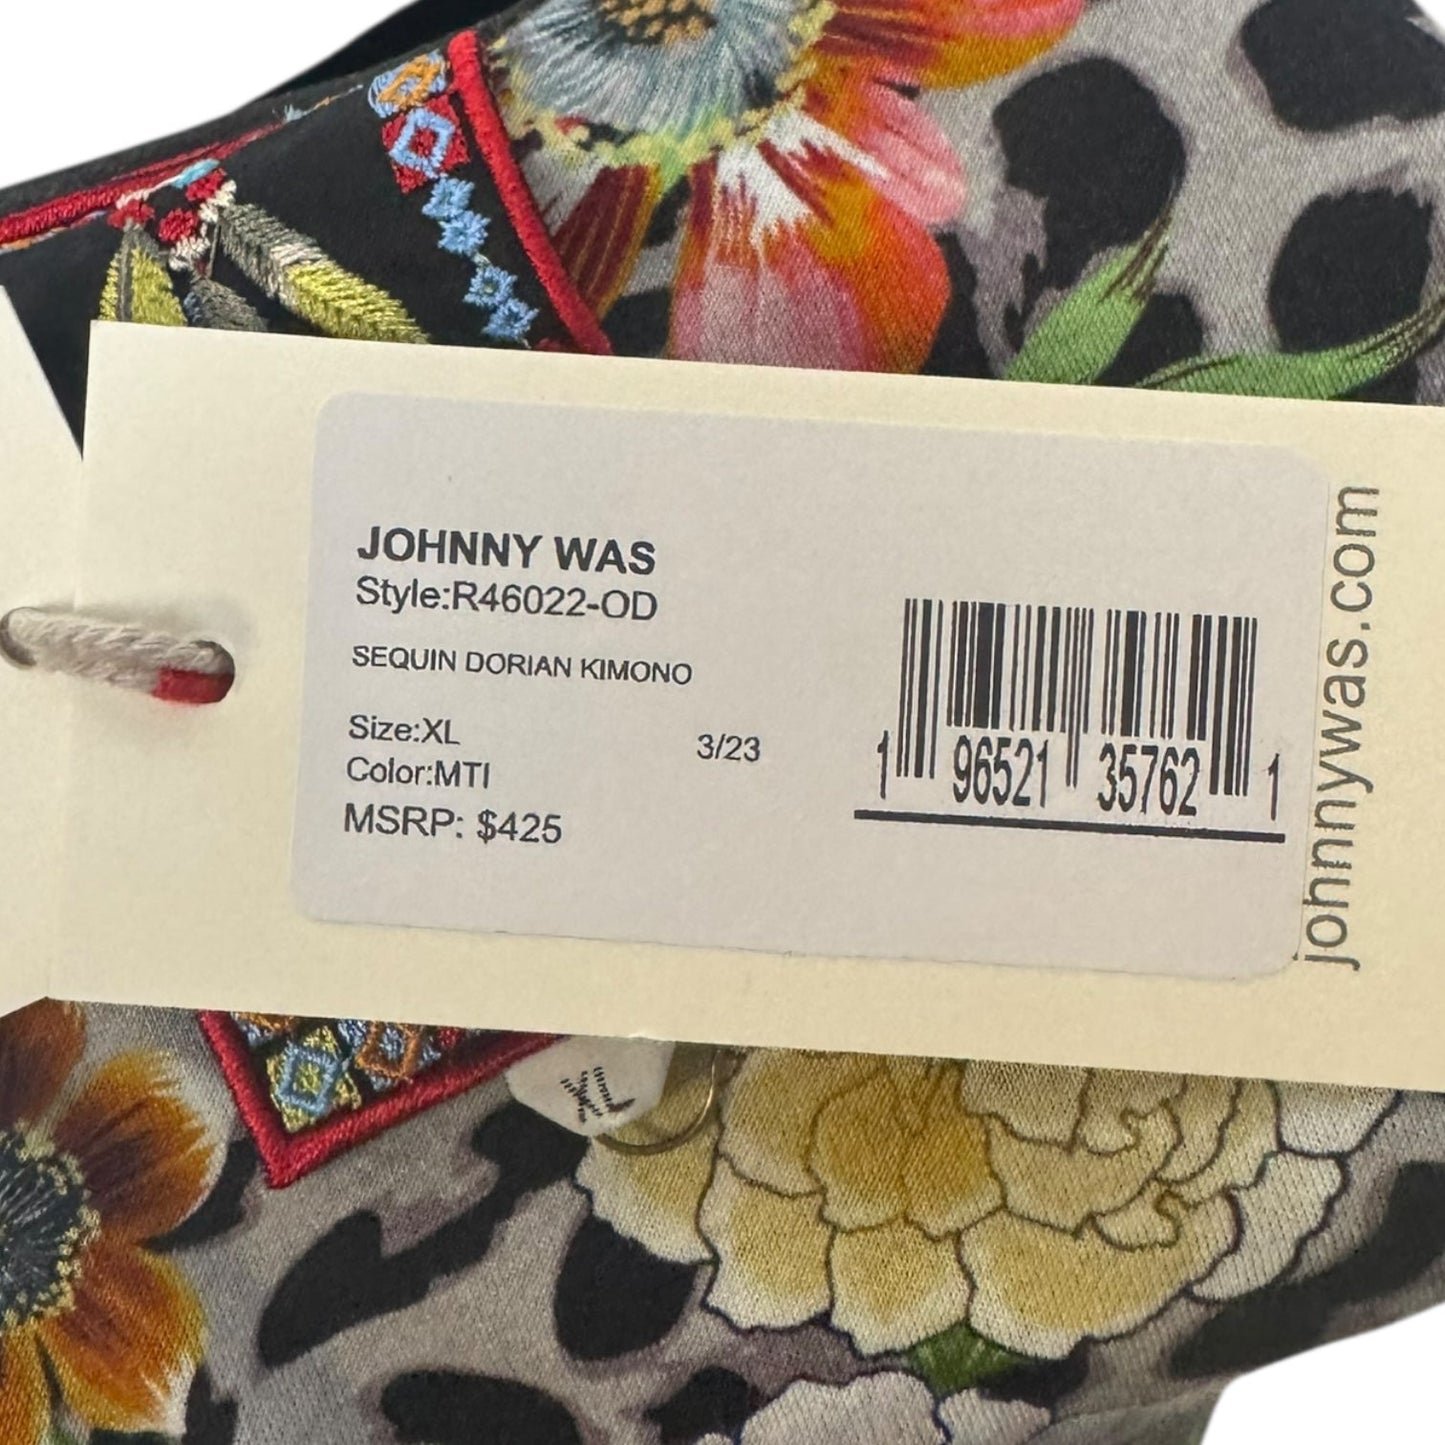 JOHNNY WAS
Style:R46022-OD
SEQUIN DORIAN KIMONO
Size:XL
3/23
Color:MTI
MSRP: $425
1 96521 35762 1
johnnywas.com